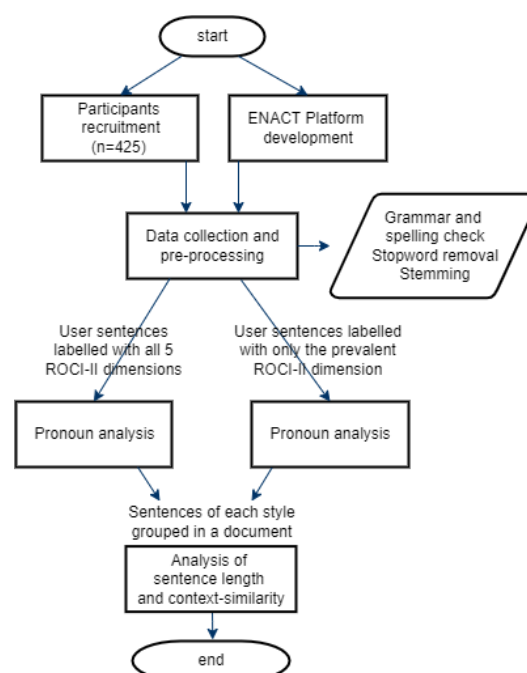 start
Participants
recruitment
(n=425)
ENACT Platform
development
Data collection and
pre-processing
Grammar and
spelling check
Stopword removal
Stemming
User sentences
labelled with all 5
ROCI-II dimensions
User sentences labelled
with only the prevalent
ROCI-II dimension
Pronoun analysis
Pronoun analysis
Sentences of each style
grouped in a document
Analysis of
sentence length
and context-similarity
end